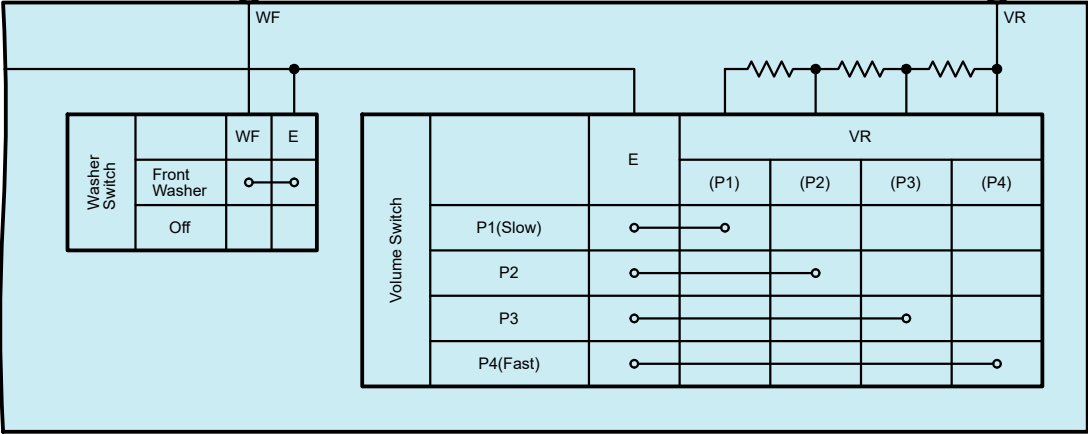 WF
VR
Washer
Switch
WF
E
Front
Washer
Off
Volume Switch
E
VR
(P1)
(P2)
(P3)
(P4)
P1(Slow)
P2
P3
P4(Fast)